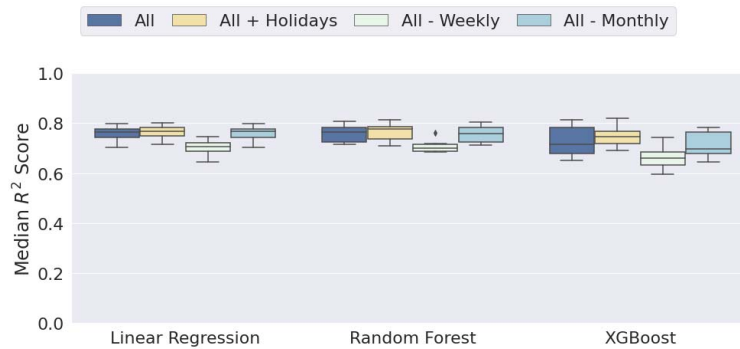 All All + Holidays All - Weekly All - Monthly
1.0
0.8
0.6
0.4
0.2
0.0
Median R² Score
Linear Regression Random Forest XGBoost